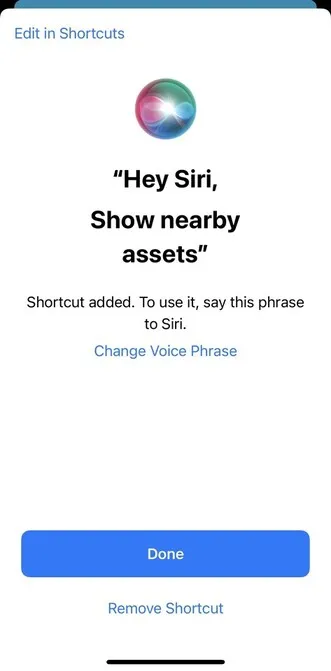 Edit in Shortcuts
“Hey Siri,
Show nearby
assets”
Shortcut added. To use it, say this phrase
to Siri.
Change Voice Phrase
Done
Remove Shortcut